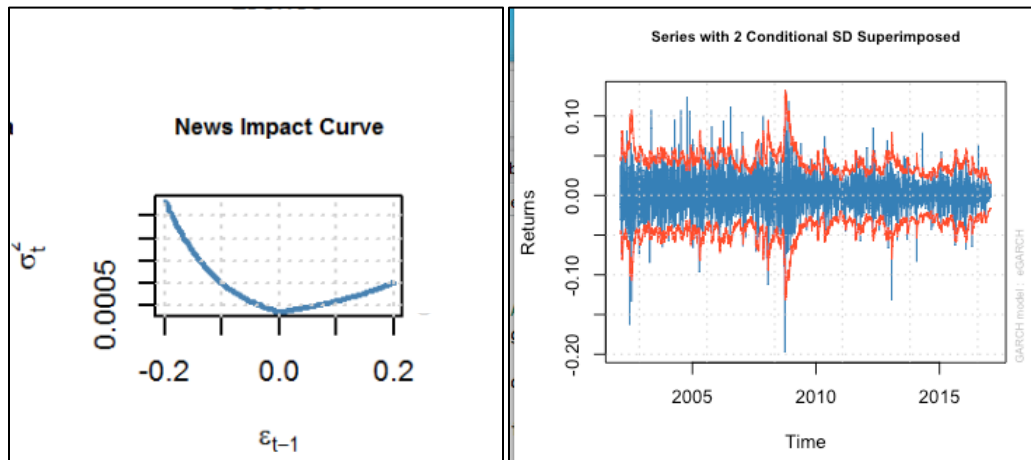 News Impact Curve
σ²t
0.0005
-0.2 0.0 0.2
εt−1
Series with 2 Conditional SD Superimposed
Returns
0.10
0.00
-0.10
-0.20
2005 2010 2015
Time
GARCH model : eGARCH